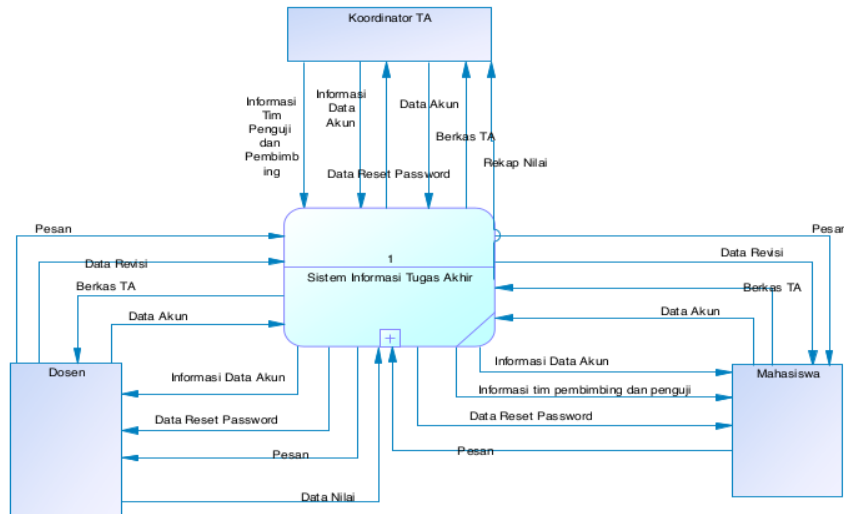 Koordinator TA
Informasi
Tim
Penguji
dan
Pembimb
ing
Informasi
Data
Akun
Data Akun
Berkas TA
Rekap Nilai
Data Reset Password
Pesan
Data Revisi
Berkas TA
Data Akun
1
Sistem Informasi Tugas Akhir
Pesan
Data Revisi
Berkas TA
Data Akun
Dosen
Mahasiswa
Informasi Data Akun
Data Reset Password
Pesan
Data Nilai
Informasi Data Akun
Informasi tim pembimbing dan penguji
Data Reset Password
Pesan